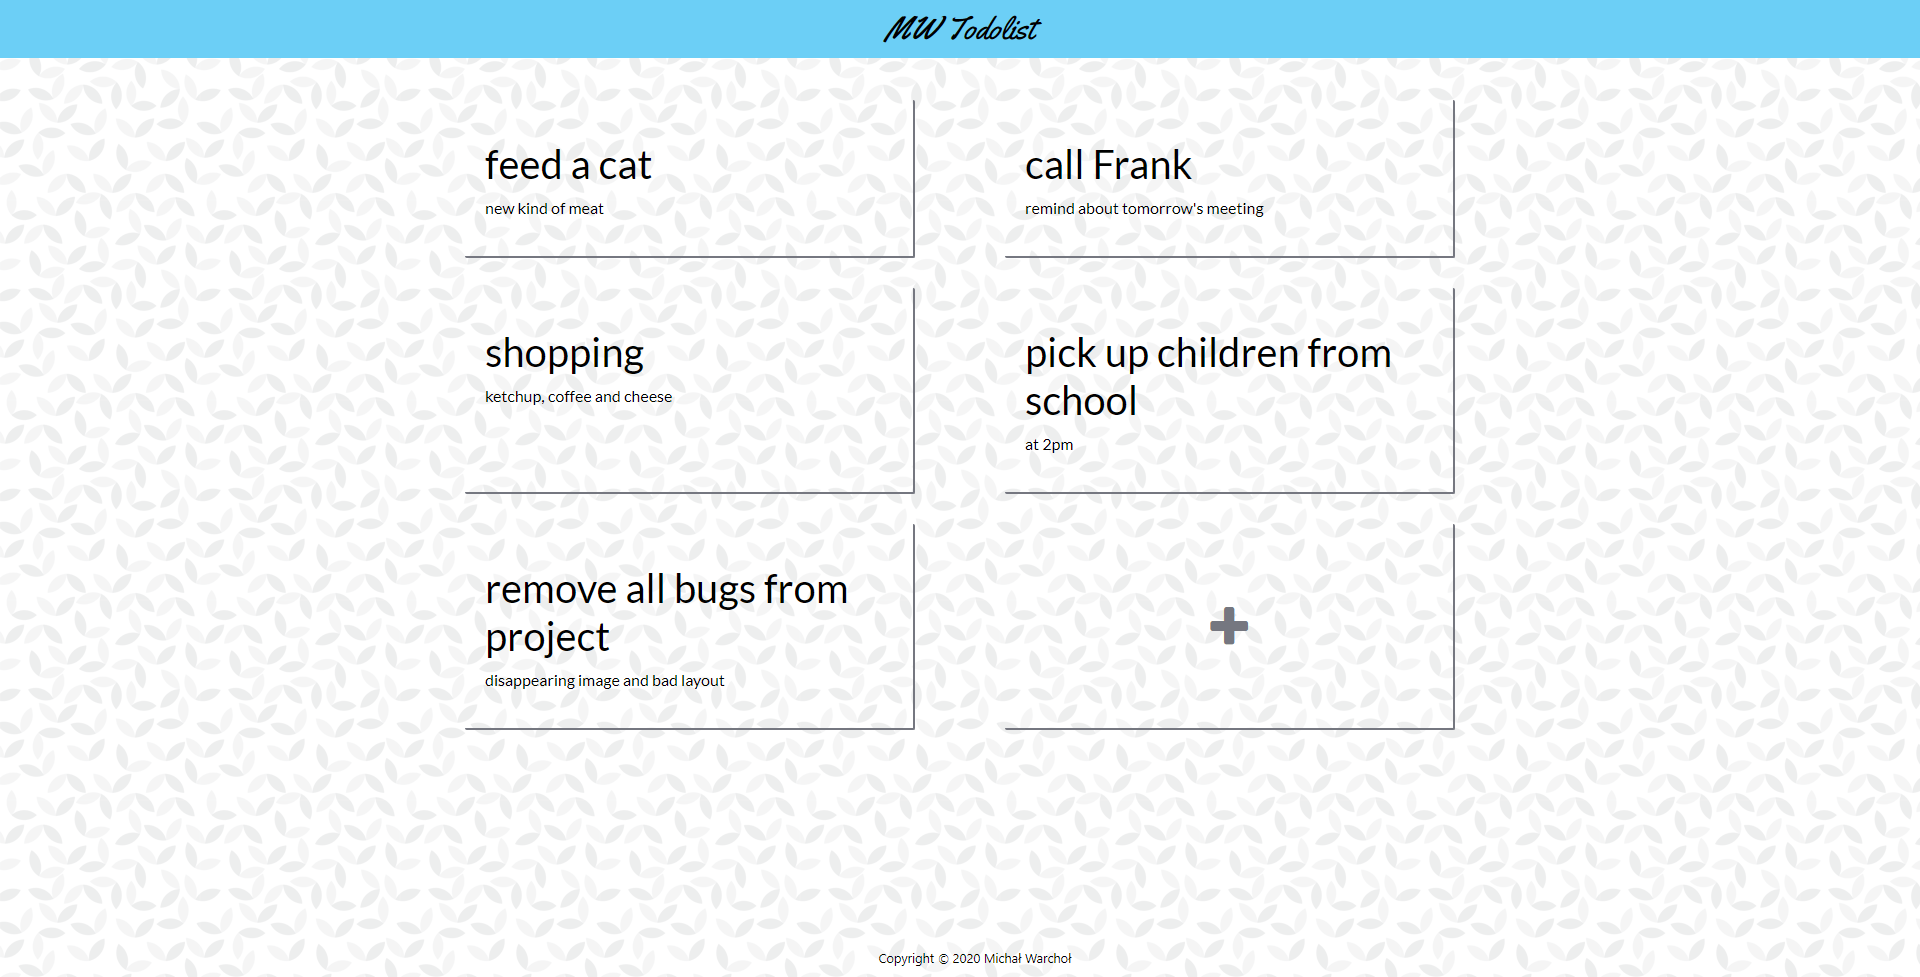 MW Todolist
feed a cat
new kind of meat
call Frank
remind about tomorrow's meeting
shopping
ketchup, coffee and cheese
pick up children from
school
at 2pm
remove all bugs from
project
disappearing image and bad layout
Copyright © 2020 Michał Warchoł